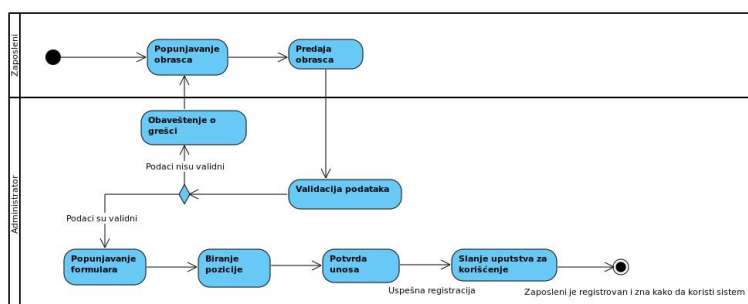 Zaposleni
Popunjavanje
obrasca
Predaja
obrasca
Administrator
Obaveštenje o
grešci
Podaci nisu validni
Validacija podataka
Podaci su validni
Popunjavanje
formulara
Biranje
pozicije
Potvrda
unosa
Slanje uputstva za
korišćenje
Uspešna registracija
Zaposleni je registrovan i zna kako da koristi sistem